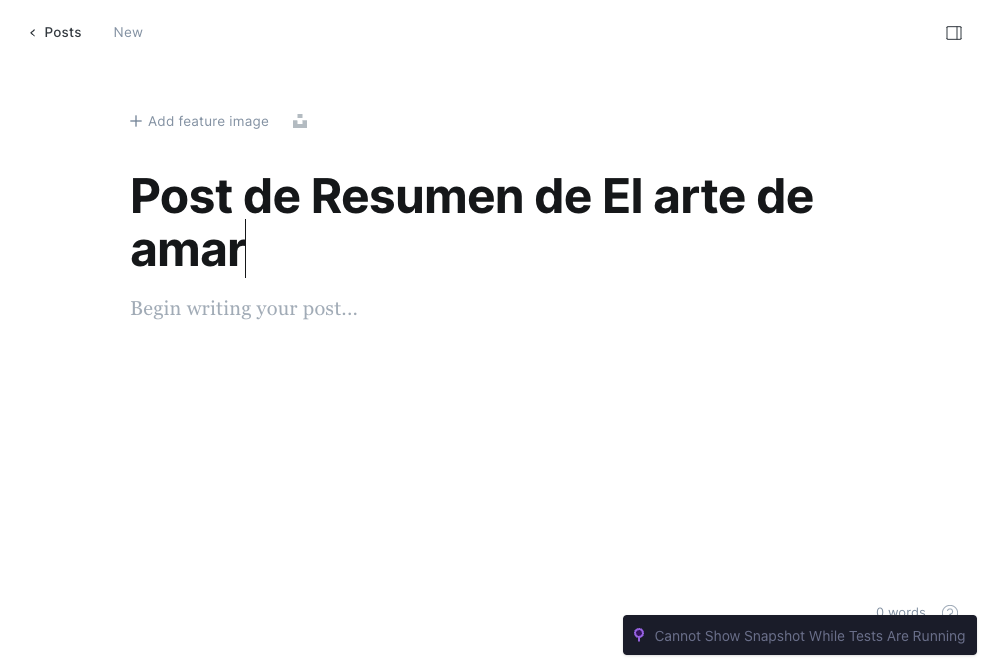 Posts New
Add feature image
Post de Resumen de El arte de
amar
Begin writing your post...
0 words
Cannot Show Snapshot While Tests Are Running